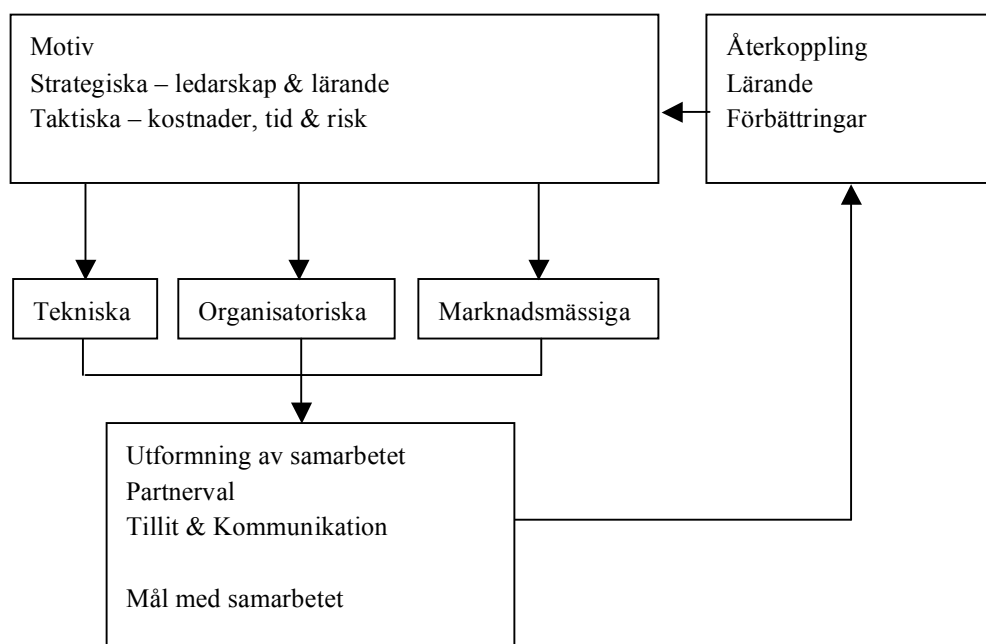 Motiv
Strategiska – ledarskap & lärande
Taktiska – kostnader, tid & risk
Återkoppling
Lärande
Förbättringar
Tekniska
Organisatoriska
Marknadsmässiga
Utformning av samarbetet
Partnerval
Tillit & Kommunikation
Mål med samarbetet